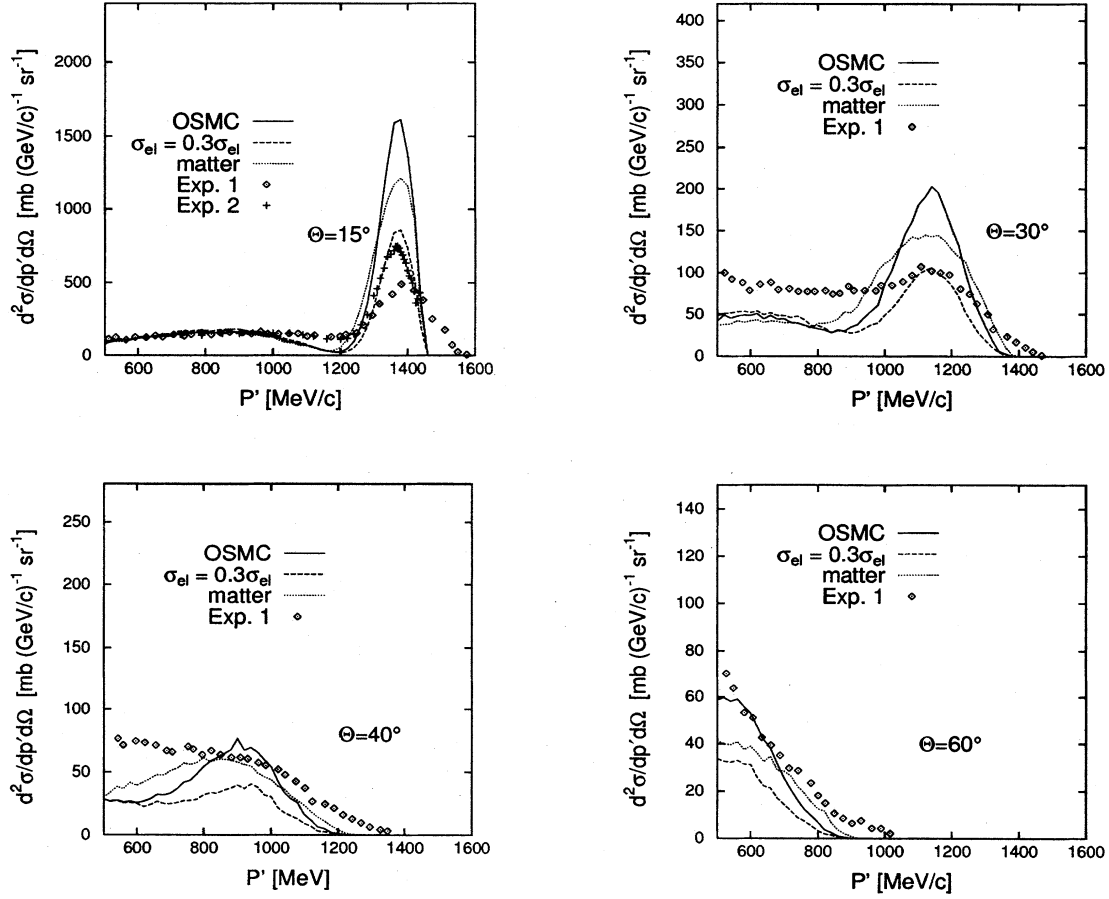 2000
1500
1000
500
0
d²σ/dp'dΩ [mb (GeV/c)⁻¹ sr⁻¹]
OSMC
σel = 0.3σel
matter
Exp. 1
Exp. 2
Θ=15°
600 800 1000 1200 1400 1600
P' [MeV/c]
400
350
300
250
200
150
100
50
0
d²σ/dp'dΩ [mb (GeV/c)⁻¹ sr⁻¹]
OSMC
σel = 0.3σel
matter
Exp. 1
Θ=30°
600 800 1000 1200 1400 1600
P' [MeV/c]
250
200
150
100
50
0
d²σ/dp'dΩ [mb (GeV/c)⁻¹ sr⁻¹]
OSMC
σel = 0.3σel
matter
Exp. 1
Θ=40°
600 800 1000 1200 1400 1600
P' [MeV]
140
120
100
80
60
40
20
0
d²σ/dp'dΩ [mb (GeV/c)⁻¹ sr⁻¹]
OSMC
σel = 0.3σel
matter
Exp. 1
Θ=60°
600 800 1000 1200 1400 1600
P' [MeV/c]